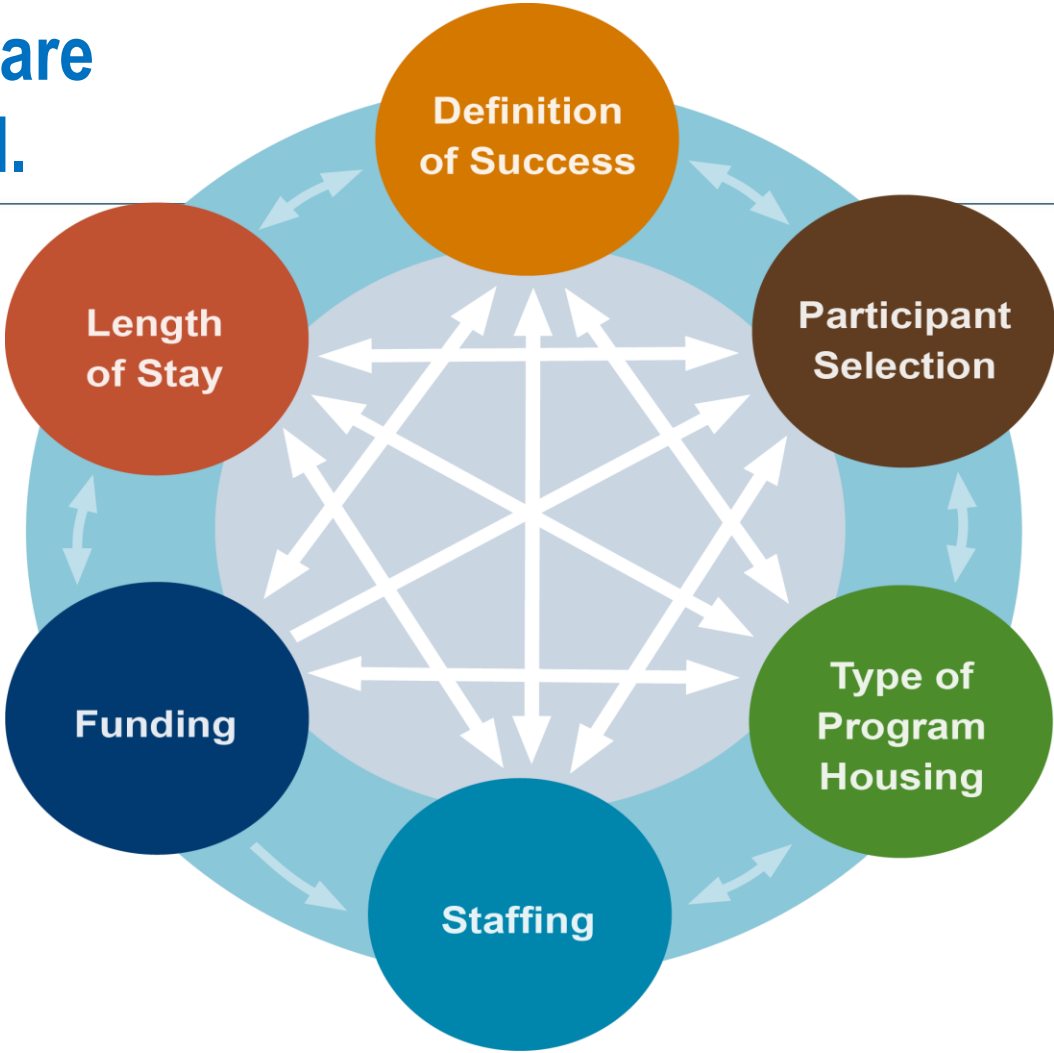 are
.
Definition
of Success
Length
of Stay
Participant
Selection
Funding
Type of
Program
Housing
Staffing